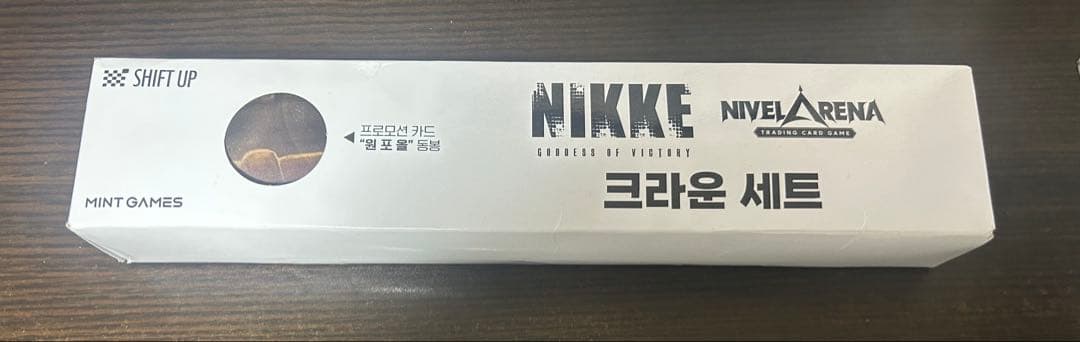 SHIFT UP
프로모션 카드
"원 포 올" 동봉
MINT GAMES
NIKKE
GODDESS OF VICTORY
NIVEL ARENA
TRADING CARD GAME
크라운 세트